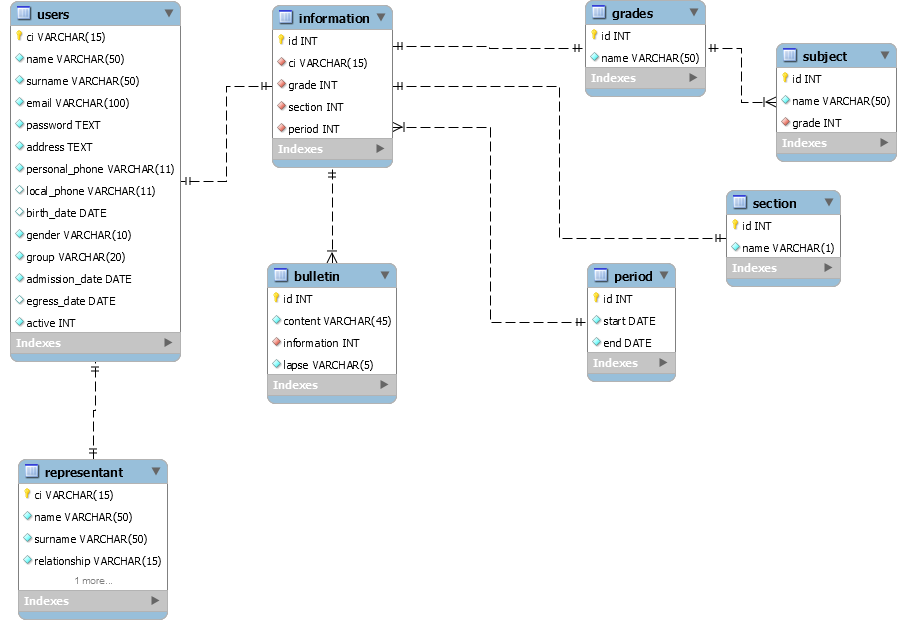 users
ci VARCHAR(15)
name VARCHAR(50)
surname VARCHAR(50)
email VARCHAR(100)
password TEXT
address TEXT
personal_phone VARCHAR(11)
local_phone VARCHAR(11)
birth_date DATE
gender VARCHAR(10)
group VARCHAR(20)
admission_date DATE
egress_date DATE
active INT
Indexes
information
id INT
ci VARCHAR(15)
grade INT
section INT
period INT
Indexes
grades
id INT
name VARCHAR(50)
Indexes
subject
id INT
name VARCHAR(50)
grade INT
Indexes
section
id INT
name VARCHAR(1)
Indexes
bulletin
id INT
content VARCHAR(45)
information INT
lapse VARCHAR(5)
Indexes
period
id INT
start DATE
end DATE
Indexes
representant
ci VARCHAR(15)
name VARCHAR(50)
surname VARCHAR(50)
relationship VARCHAR(15)
1 more...
Indexes